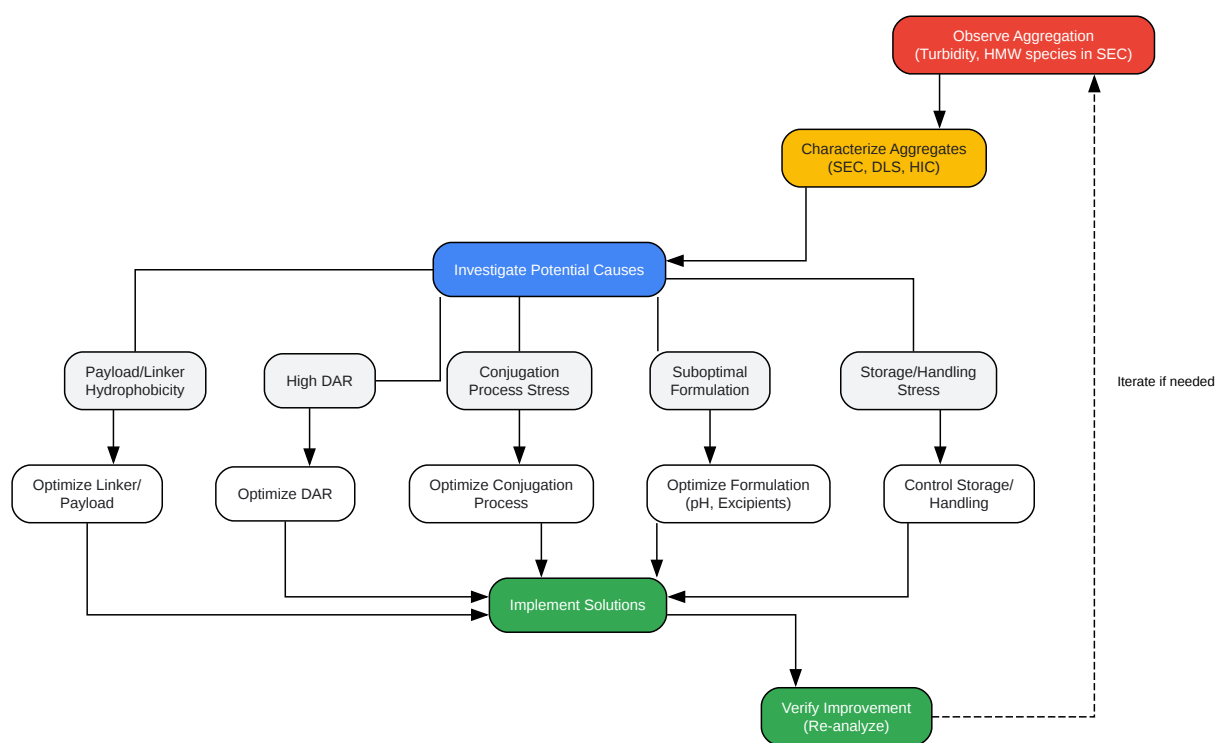 Observe Aggregation
(Turbidity, HMW species in SEC)
Characterize Aggregates
(SEC, DLS, HIC)
Investigate Potential Causes
Payload/Linker
Hydrophobicity
High DAR
Conjugation
Process Stress
Suboptimal
Formulation
Storage/Handling
Stress
Iterate if needed
Optimize Linker/
Payload
Optimize DAR
Optimize Conjugation
Process
Optimize Formulation
(pH, Excipients)
Control Storage/
Handling
Implement Solutions
Verify Improvement
(Re-analyze)